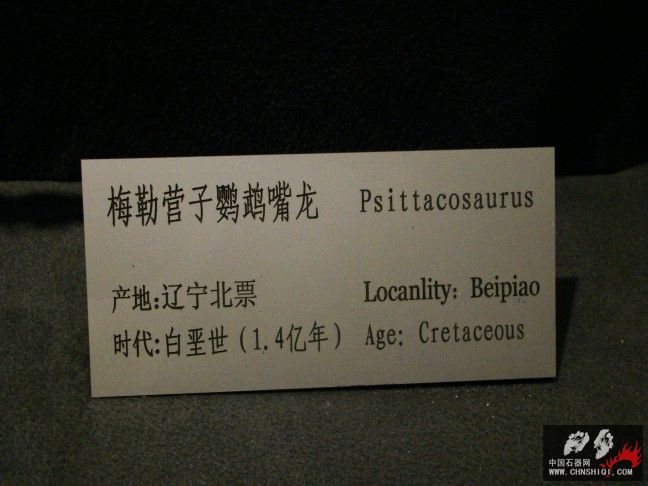 梅勒营子鹦鹉嘴龙 Psittacosaurus
产地:辽宁北票 Locanlity: Beipiao
时代:白垩世(1.4亿年) Age: Cretaceous
中国石器网
WWW.CHNSHIQI.COM